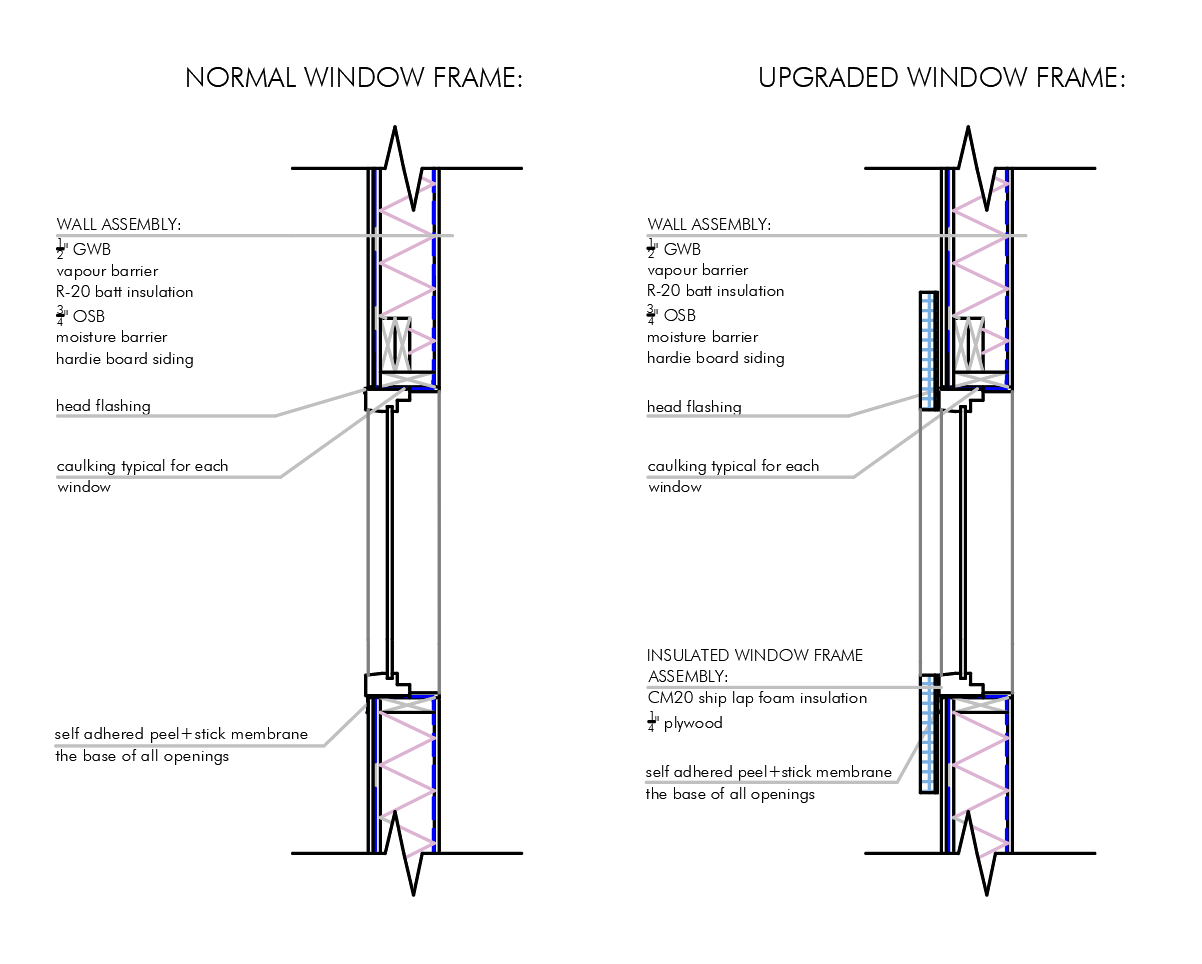 NORMAL WINDOW FRAME:
WALL ASSEMBLY:
1/2" GWB
vapour barrier
R-20 batt insulation
3/4" OSB
moisture barrier
hardie board siding
head flashing
caulking typical for each
window
self adhered peel+stick membrane
the base of all openings
UPGRADED WINDOW FRAME:
WALL ASSEMBLY:
1/2" GWB
vapour barrier
R-20 batt insulation
3/4" OSB
moisture barrier
hardie board siding
head flashing
caulking typical for each
window
INSULATED WINDOW FRAME
ASSEMBLY:
CM20 ship lap foam insulation
1/4" plywood
self adhered peel+stick membrane
the base of all openings